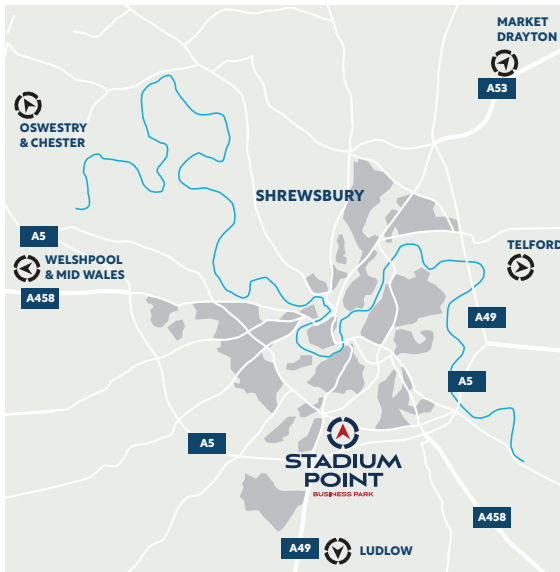 MARKET
DRAYTON
A53
OSWESTRY
& CHESTER
SHREWSBURY
A5
WELSHPOOL
& MID WALES
A458
TELFORD
A49
A5
A5
STADIUM
POINT
BUSINESS PARK
A458
A49
LUDLOW